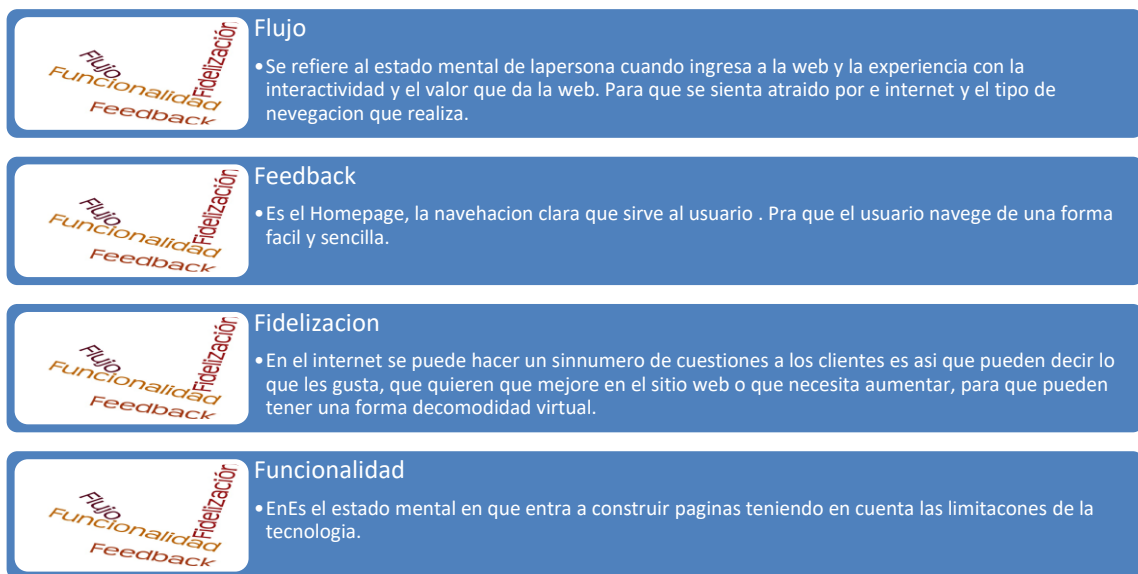 Flujo
Funcionalidad
Fidelización
Feedback
Flujo
•Se refiere al estado mental de lapersona cuando ingresa a la web y la experiencia con la
interactividad y el valor que da la web. Para que se sienta atraido por e internet y el tipo de
nevegacion que realiza.
Flujo
Funcionalidad
Fidelización
Feedback
Feedback
•Es el Homepage, la navehacion clara que sirve al usuario . Pra que el usuario navege de una forma
facil y sencilla.
Flujo
Funcionalidad
Fidelización
Feedback
Fidelizacion
•En el internet se puede hacer un sinnumero de cuestiones a los clientes es asi que pueden decir lo
que les gusta, que quieren que mejore en el sitio web o que necesita aumentar, para que pueden
tener una forma decomodidad virtual.
Flujo
Funcionalidad
Fidelización
Feedback
Funcionalidad
•EnEs el estado mental en que entra a construir paginas teniendo en cuenta las limitacones de la
tecnologia.